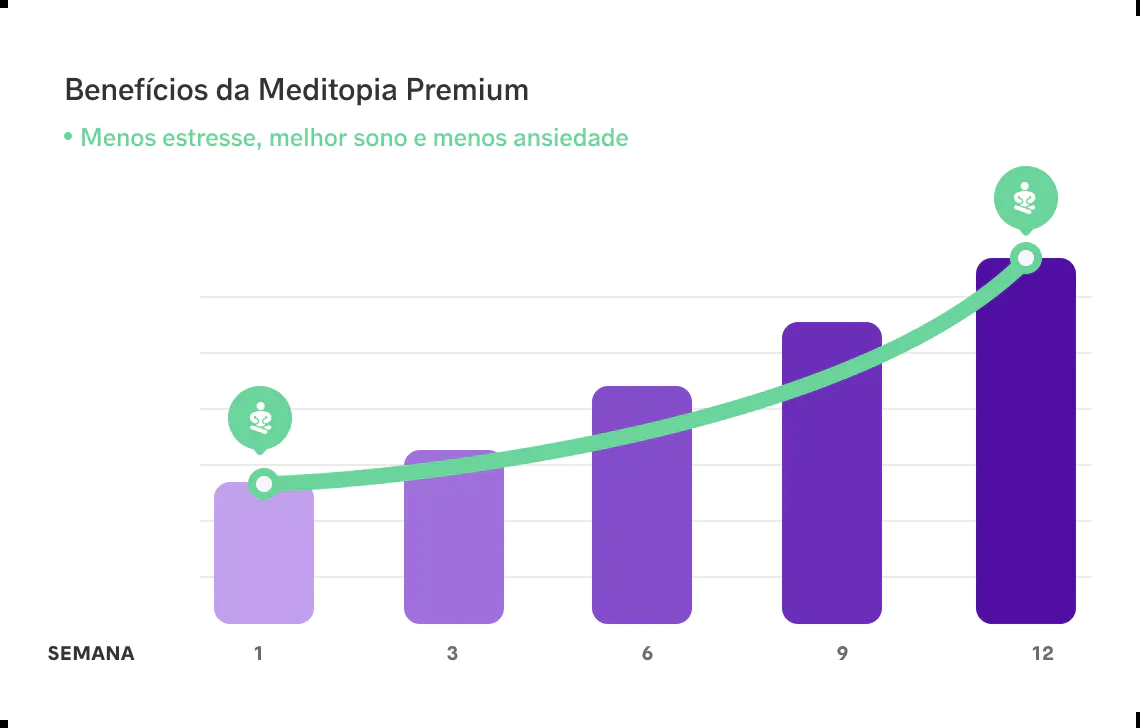 Benefícios da Meditopia Premium
• Menos estresse, melhor sono e menos ansiedade
SEMANA 1 3 6 9 12